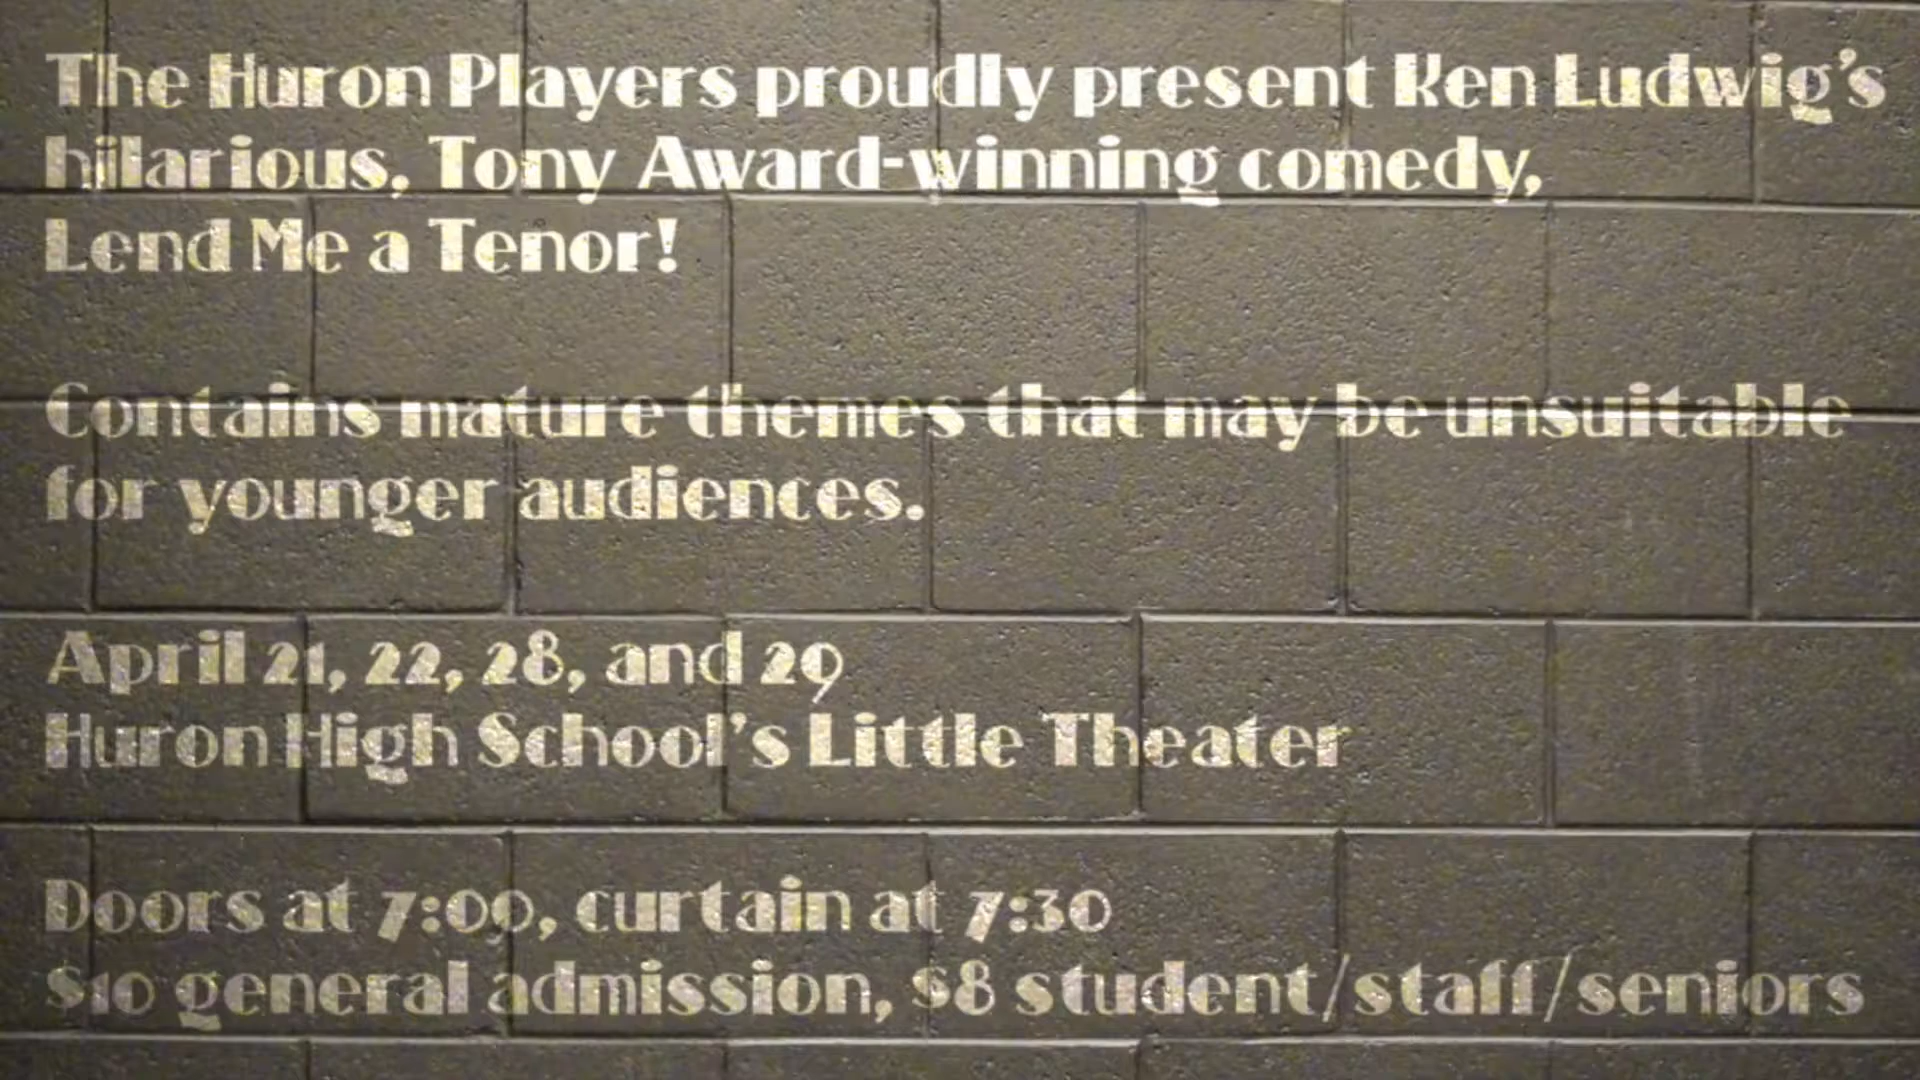 The Huron Players proudly present Ken Ludwig's
hilarious, Tony Award-winning comedy,
Lend Me a Tenor!
Contains mature themes that may be unsuitable
for younger audiences.
April 21, 22, 28, and 29
Huron High School's Little Theater
Doors at 7:00, curtain at 7:30
$10 general admission, $8 student/staff/seniors